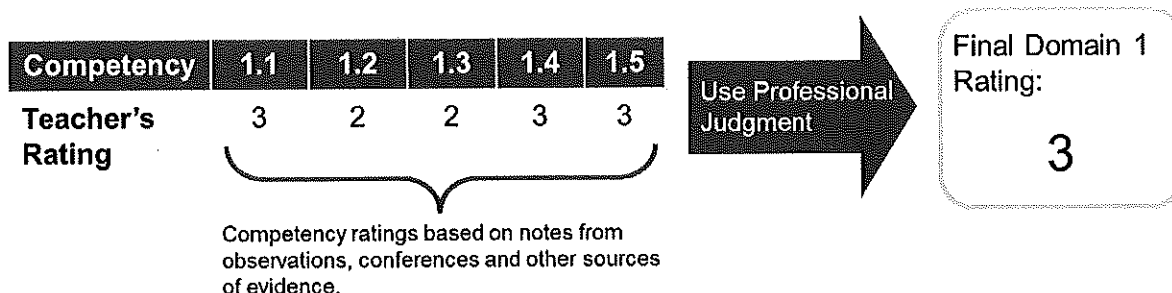 Competency 1.1 1.2 1.3 1.4 1.5
Teacher's 3 2 2 3 3
Rating
Competency ratings based on notes from
observations, conferences and other sources
of evidence.
Use Professional
Judgment
Final Domain 1
Rating:
3